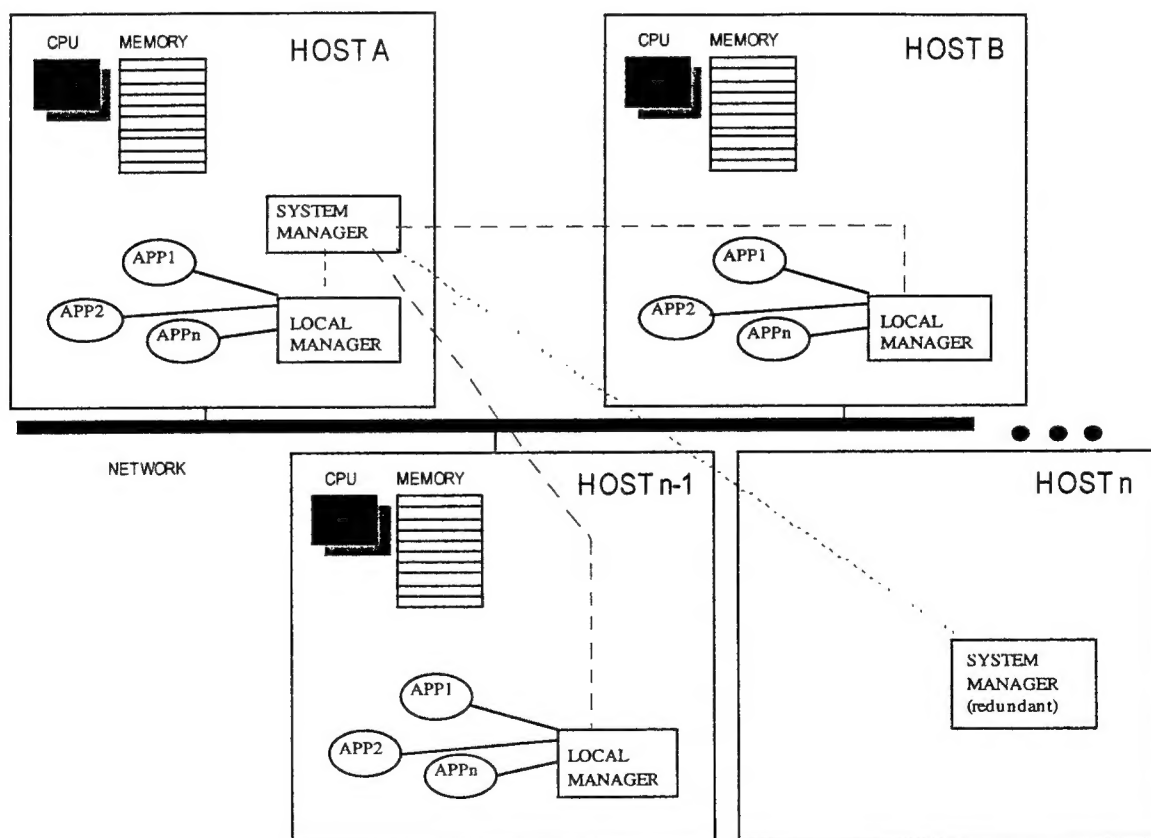 CPU MEMORY
HOST A
SYSTEM
MANAGER
APP1
APP2
APPn
LOCAL
MANAGER
CPU MEMORY
HOST B
APP1
APP2
APPn
LOCAL
MANAGER
NETWORK
CPU MEMORY
HOST n-1
APP1
APP2
APPn
LOCAL
MANAGER
HOST n
SYSTEM
MANAGER
(redundant)